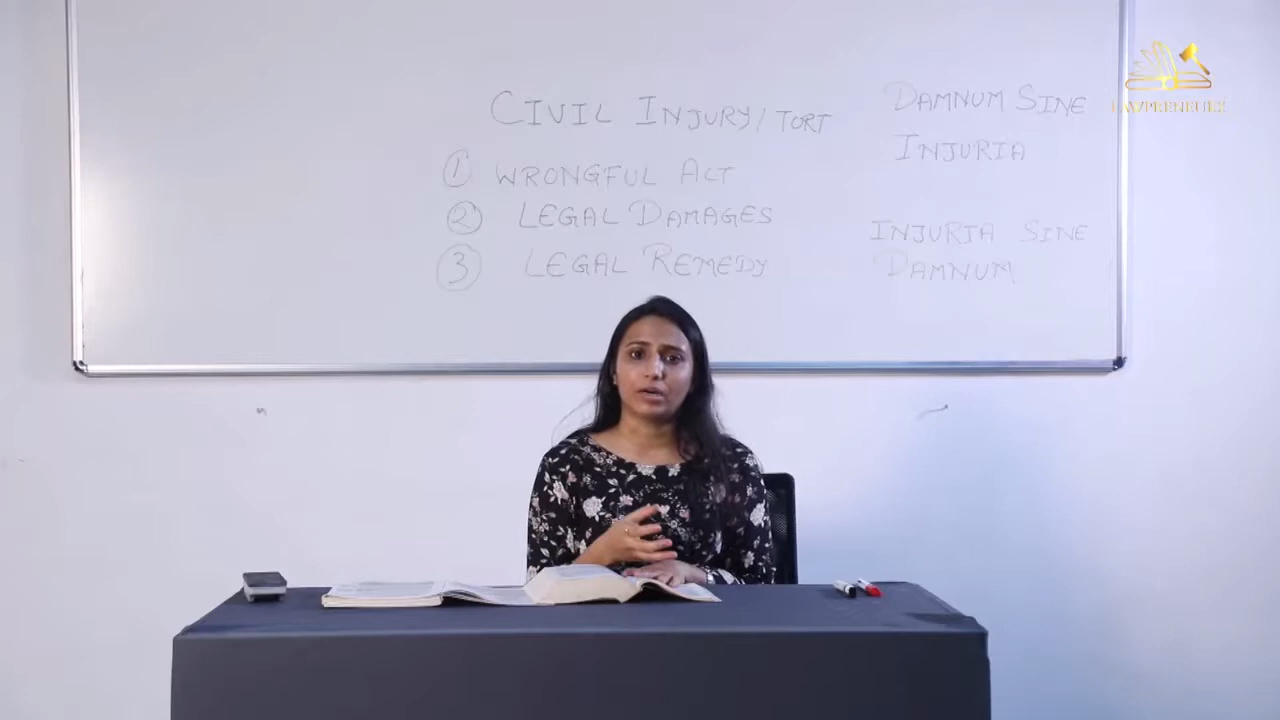 CIVIL INJURY/TORT
① WRONGFUL ACT
② LEGAL DAMAGES
③ LEGAL REMEDY
DAMNUM SINE
INJURIA
INJURIA SINE
DAMNUM